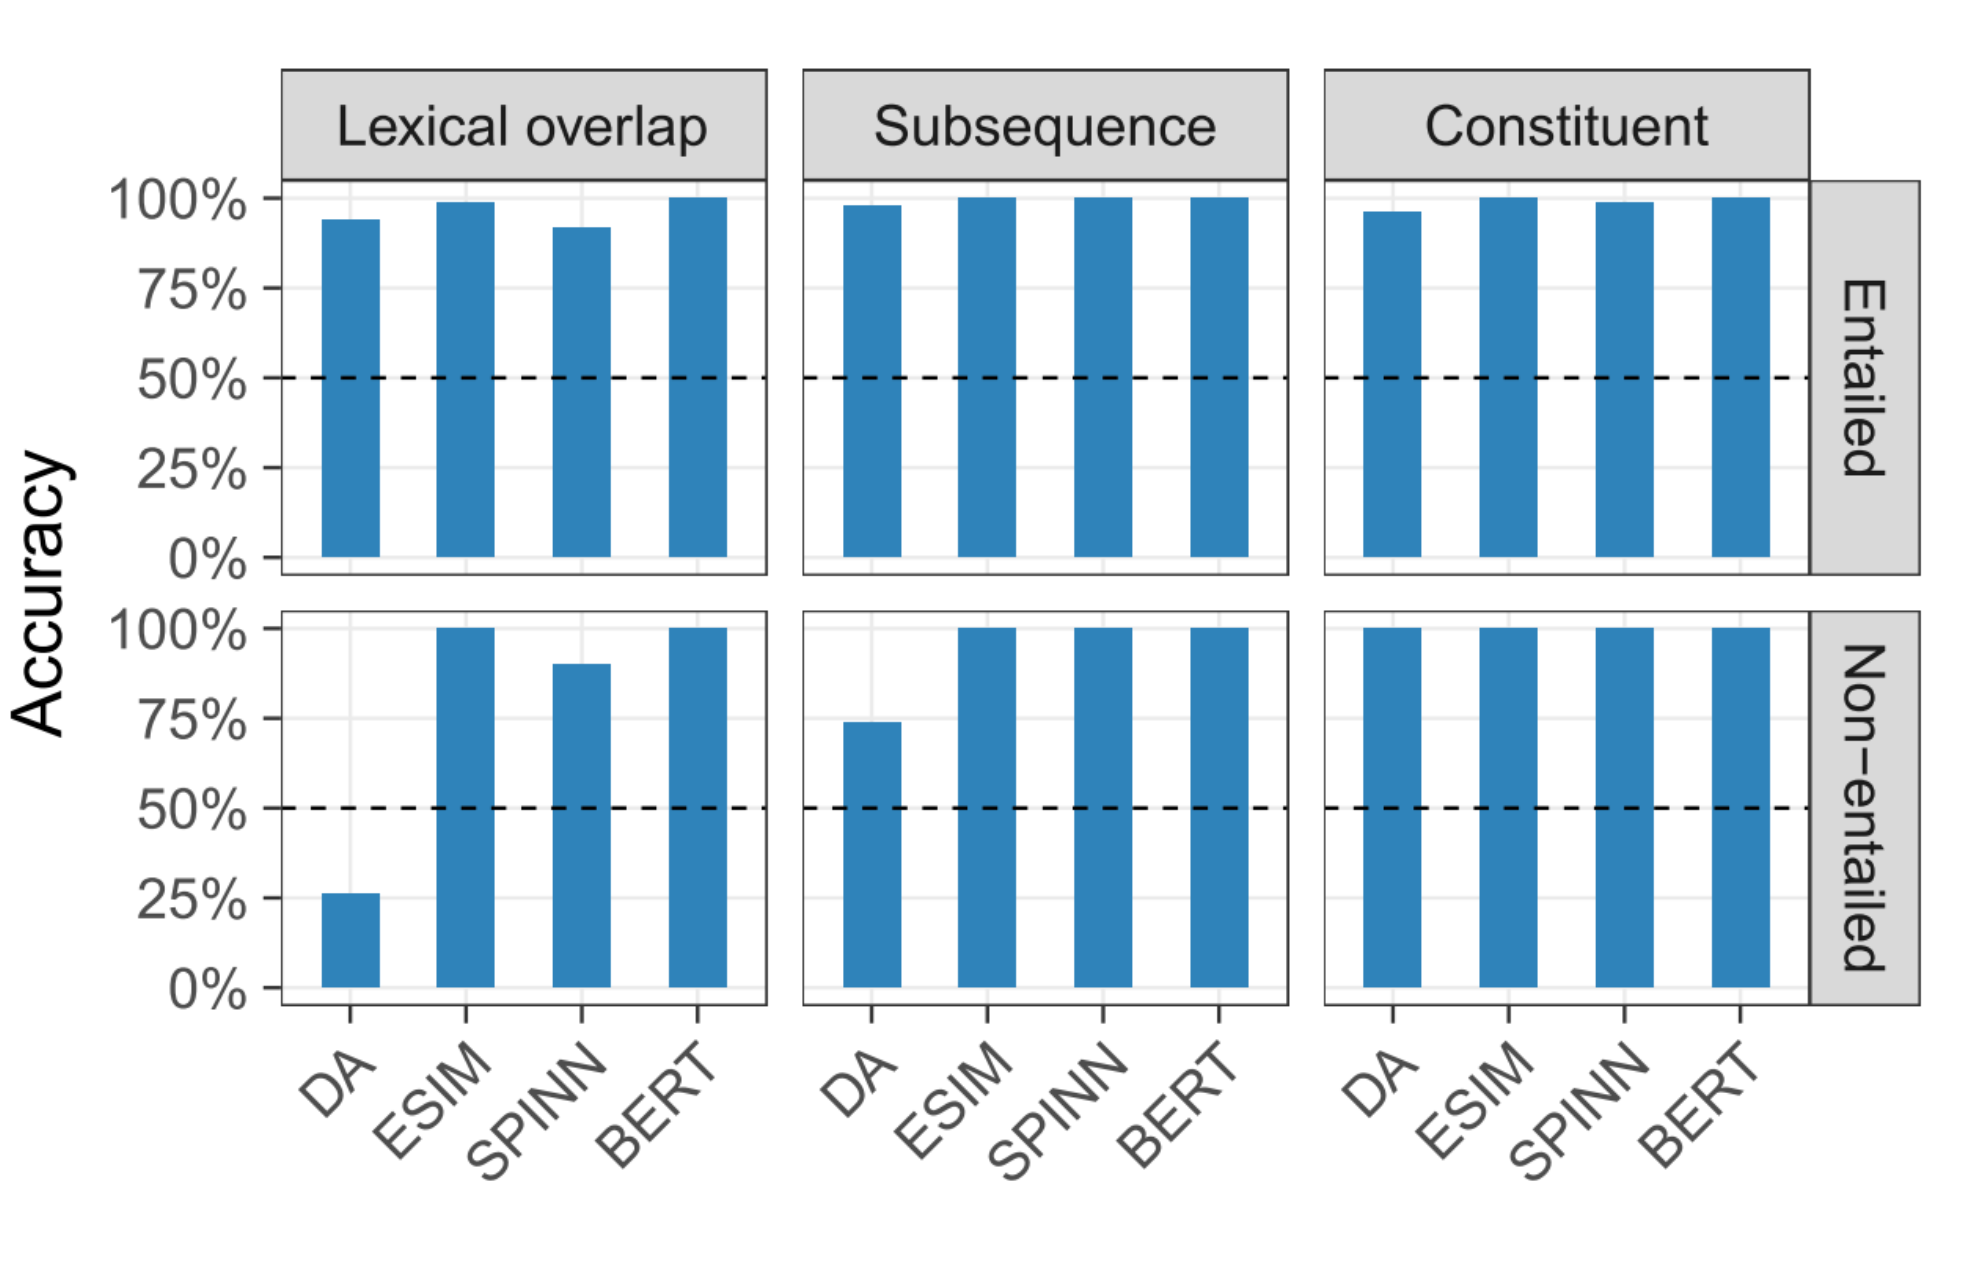 Lexical overlap
Subsequence
Constituent
Accuracy
100%
75%
50%
25%
0%
Entailed
100%
75%
50%
25%
0%
Non-entailed
DA
ESIM
SPINN
BERT
DA
ESIM
SPINN
BERT
DA
ESIM
SPINN
BERT